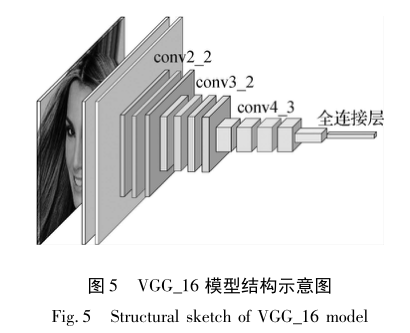 conv2_2
conv3_2
conv4_3
全连接层
图5 VGG_16 模型结构示意图
Fig. 5 Structural sketch of VGG_16 model